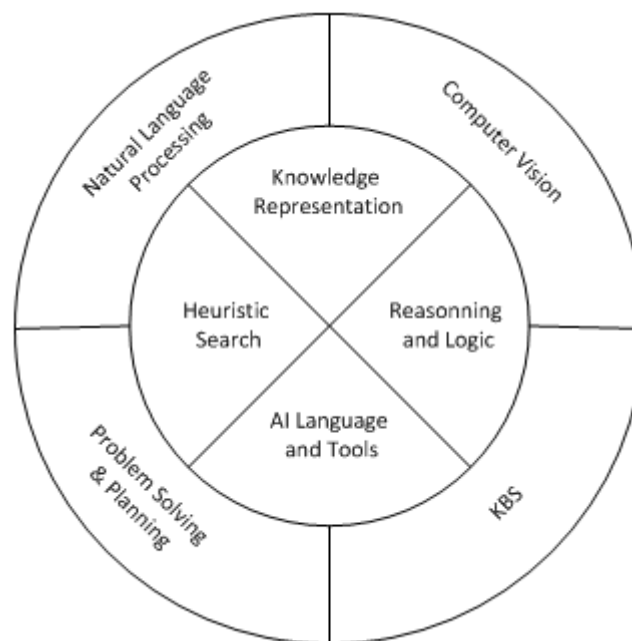 Natural Language
Processing
Computer Vision
Knowledge
Representation
Heuristic
Search
Reasonning
and Logic
AI Language
and Tools
Problem Solving
& Planning
KBS